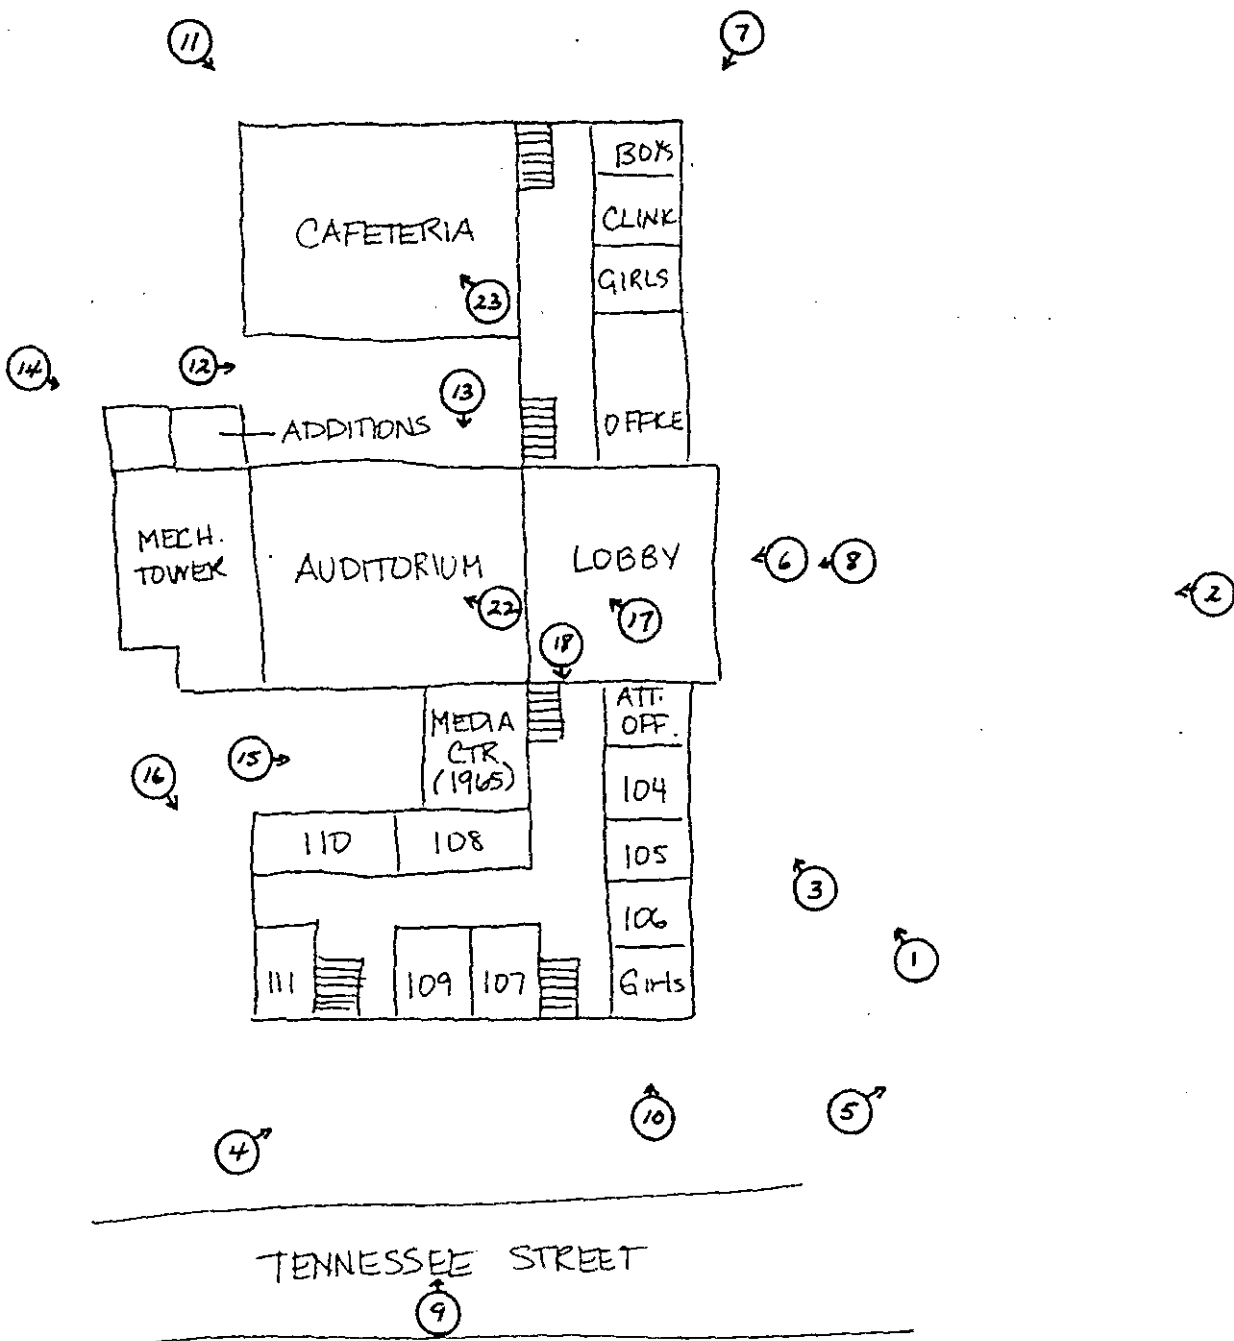 11
7
BOYS
CLINIC
CAFETERIA
GIRLS
23
14
12
13
ADDITIONS
OFFICE
MECH.
TOWER
AUDITORIUM
LOBBY
6
8
2
22
17
18
ATT.
OFF.
MEDIA
CTR
(1965)
15
16
104
110
108
105
3
106
1
111
109
107
Girls
10
5
4
TENNESSEE STREET
9